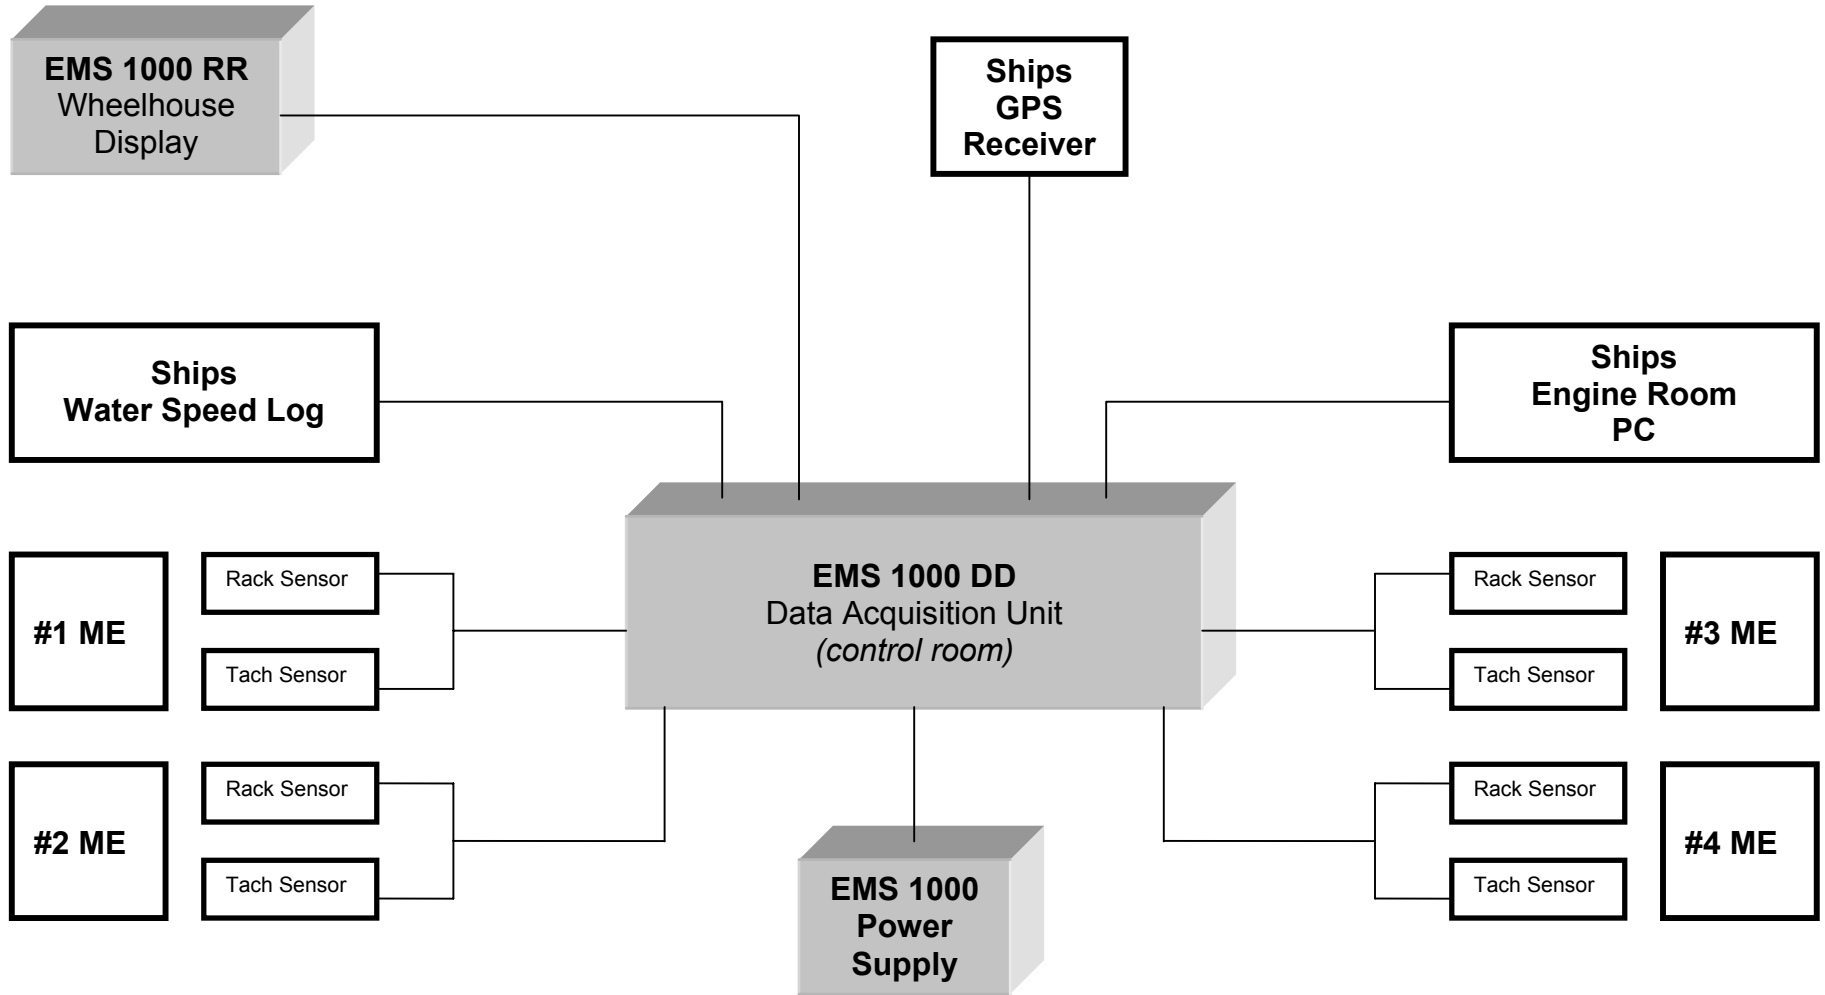 EMS 1000 RR
Wheelhouse
Display
Ships
GPS
Receiver
Ships
Water Speed Log
Ships
Engine Room
PC
EMS 1000 DD
Data Acquisition Unit
(control room)
#1 ME
Rack Sensor
Tach Sensor
Rack Sensor
Tach Sensor
#3 ME
#2 ME
Rack Sensor
Tach Sensor
Rack Sensor
Tach Sensor
#4 ME
EMS 1000
Power
Supply